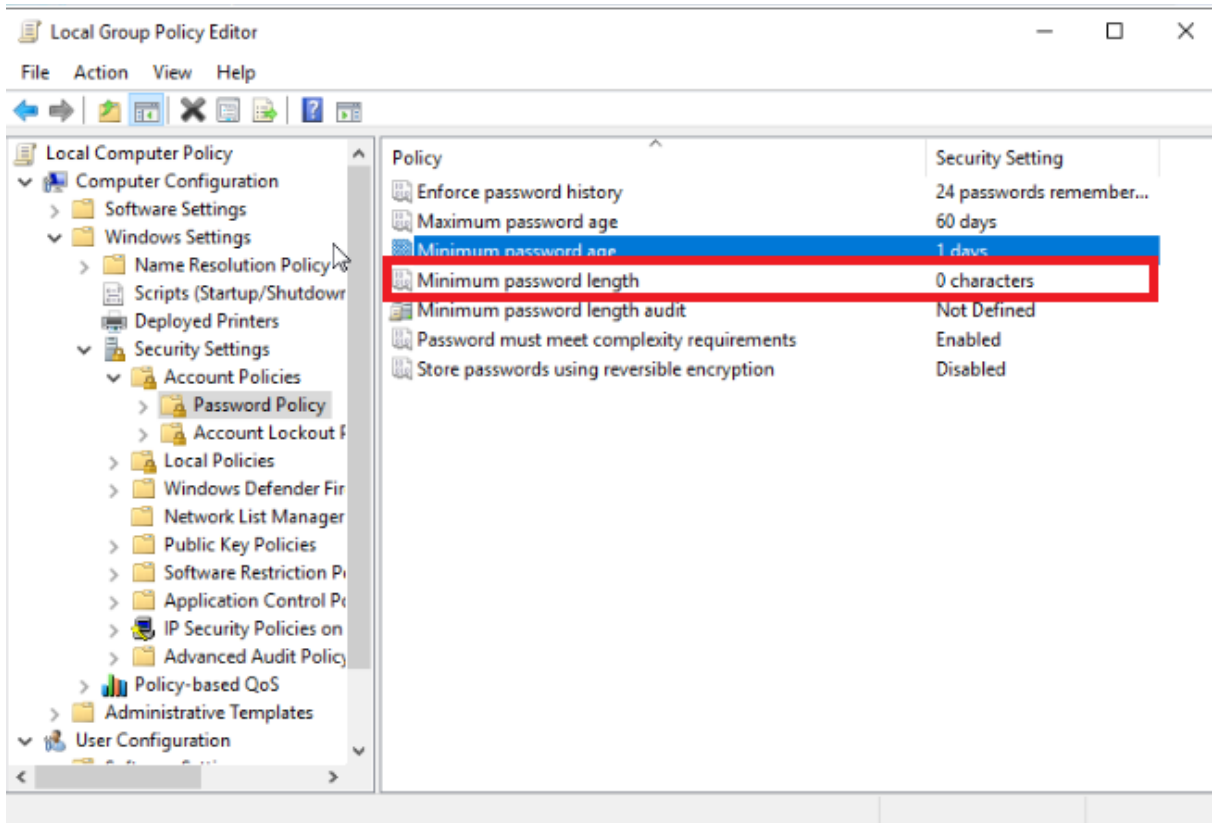 Local Group Policy Editor
File Action View Help
Local Computer Policy
Computer Configuration
Software Settings
Windows Settings
Name Resolution Policy
Scripts (Startup/Shutdowr
Deployed Printers
Security Settings
Account Policies
Password Policy
Account Lockout P
Local Policies
Windows Defender Fir
Network List Manager
Public Key Policies
Software Restriction P
Application Control Po
IP Security Policies on
Advanced Audit Policy
Policy-based QoS
Administrative Templates
User Configuration
Policy Security Setting
Enforce password history 24 passwords remember...
Maximum password age 60 days
Minimum password age 1 days
Minimum password length 0 characters
Minimum password length audit Not Defined
Password must meet complexity requirements Enabled
Store passwords using reversible encryption Disabled